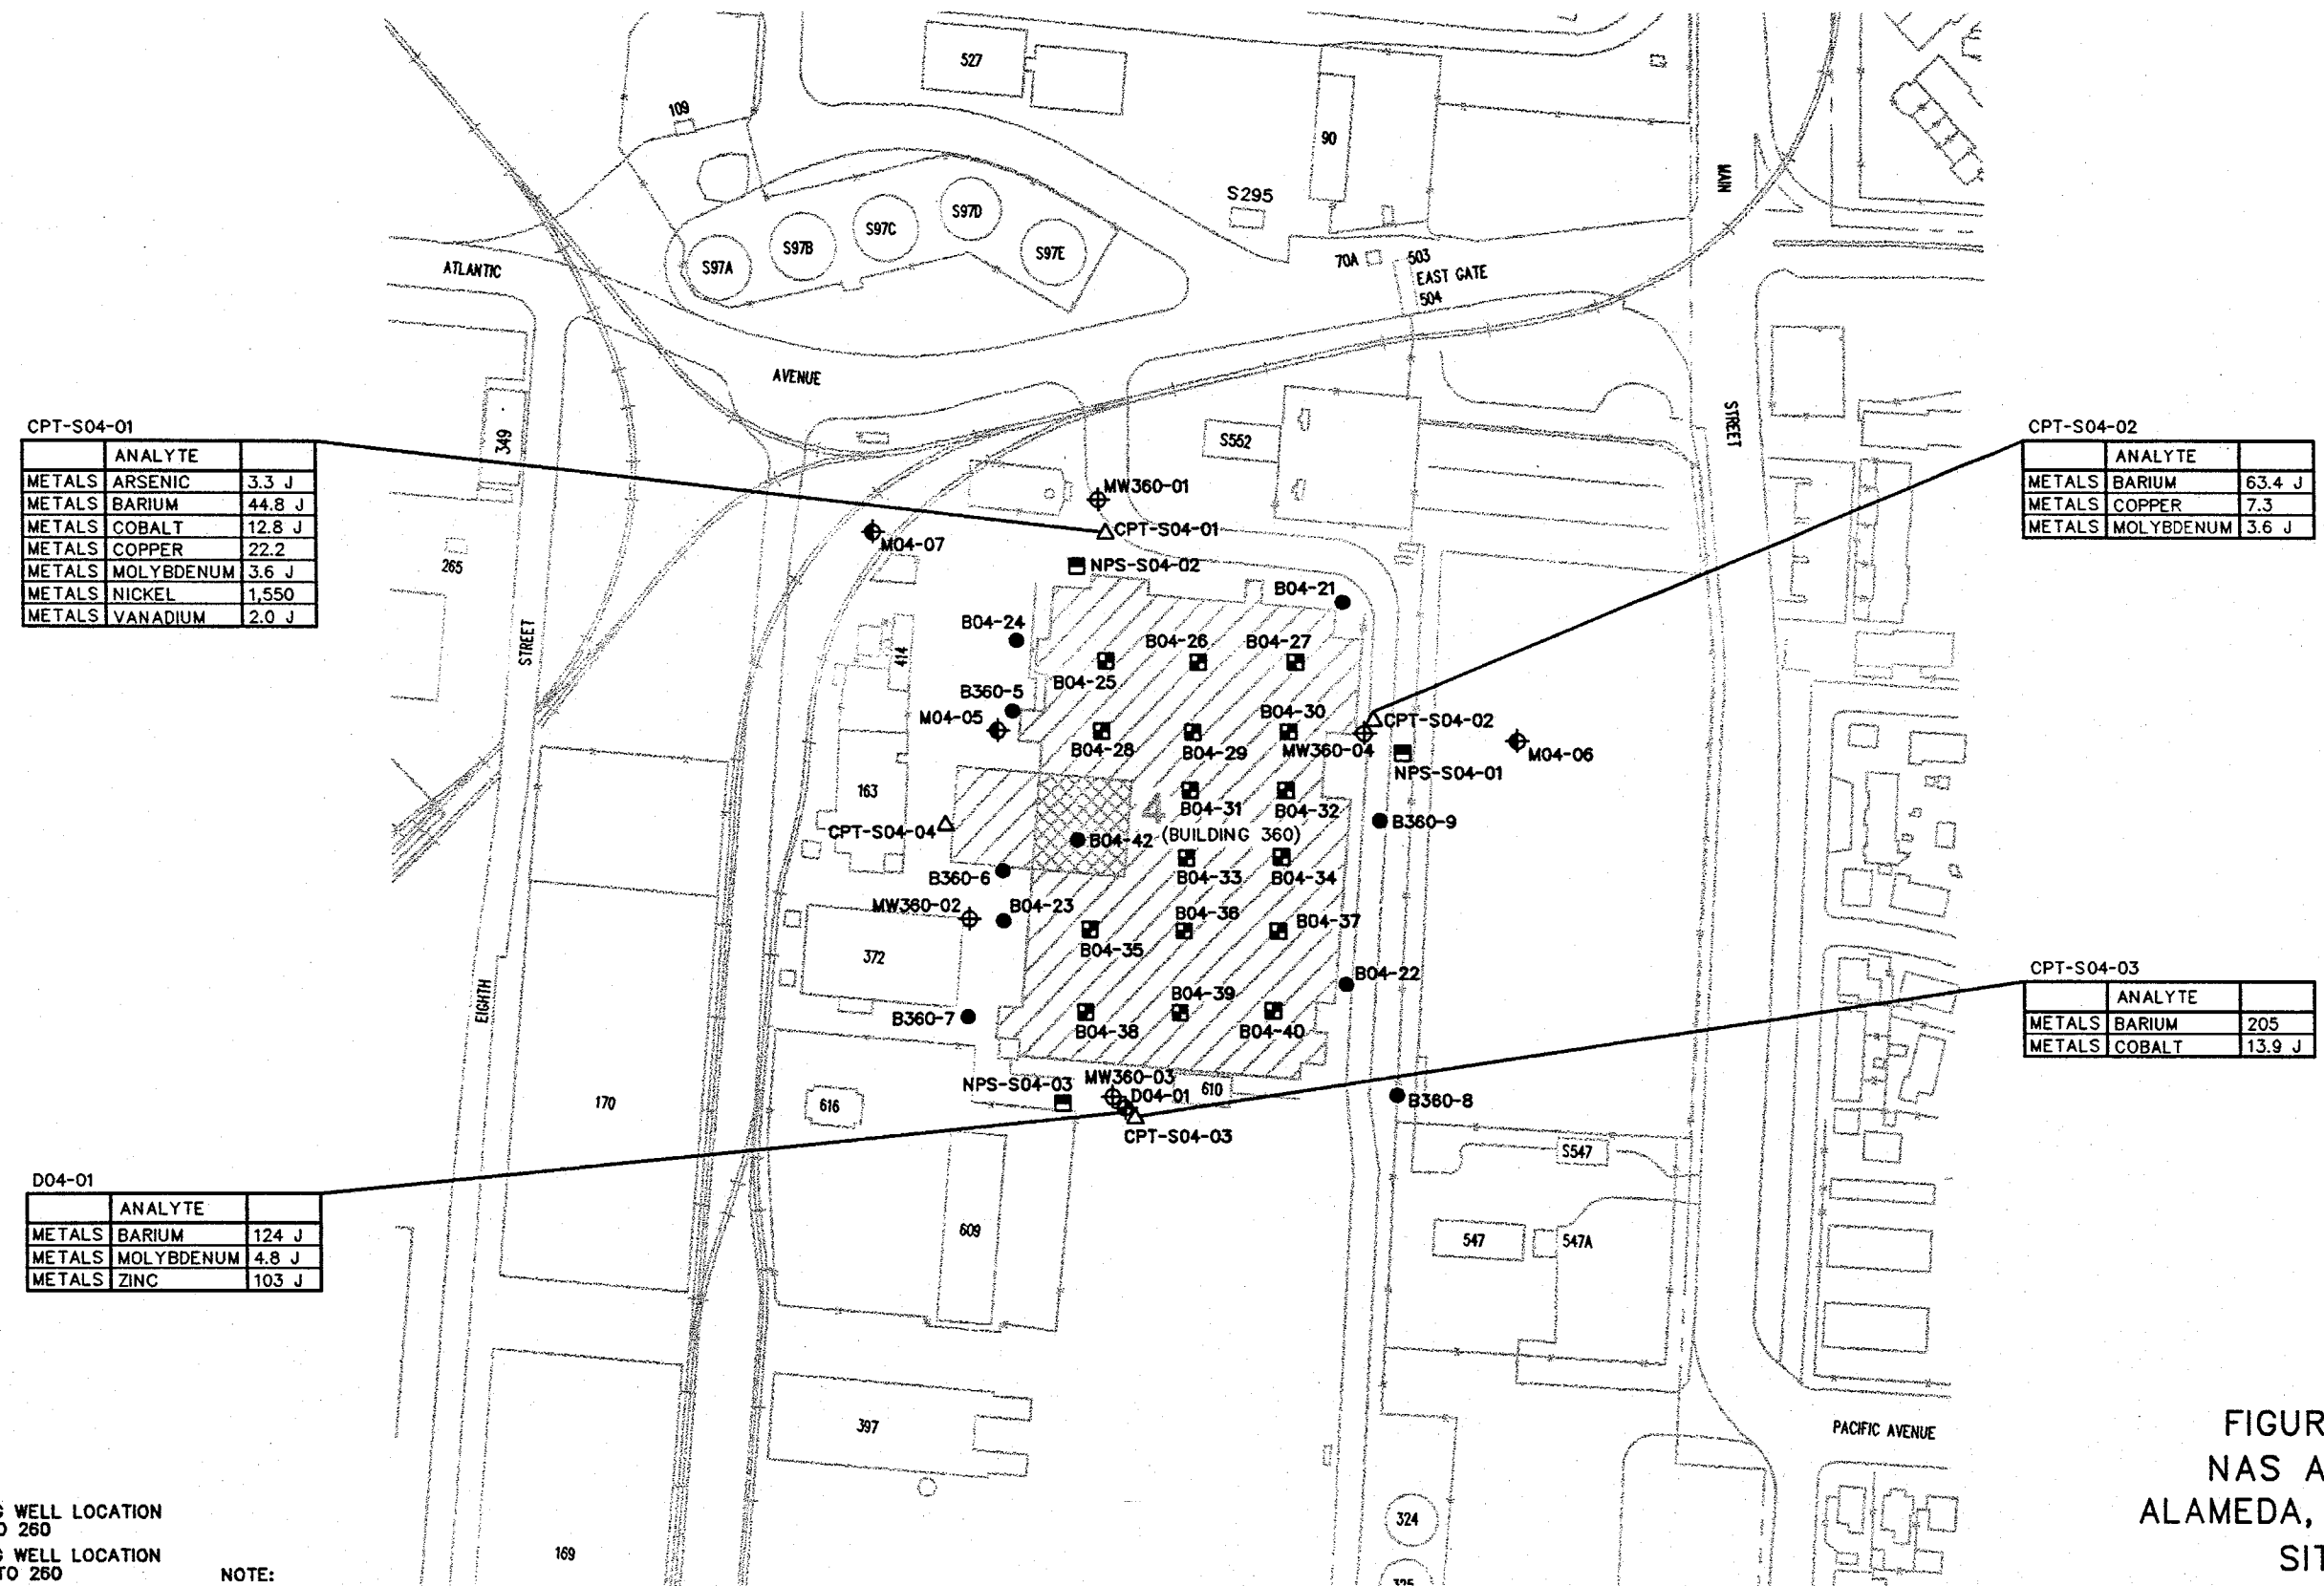 527
109
90
MAIN
S295
S97A
S97B
S97C
S97D
S97E
ATLANTIC
70A
503
EAST GATE
504
AVENUE
STREET
349
S552
CPT-S04-01
ANALYTE
METALS ARSENIC 3.3 J
METALS BARIUM 44.8 J
METALS COBALT 12.8 J
METALS COPPER 22.2
METALS MOLYBDENUM 3.6 J
METALS NICKEL 1,550
METALS VANADIUM 2.0 J
CPT-S04-02
ANALYTE
METALS BARIUM 63.4 J
METALS COPPER 7.3
METALS MOLYBDENUM 3.6 J
MW360-01
CPT-S04-01
M04-07
NPS-S04-02
265
B04-21
B04-24
STREET
414
B04-26
B04-27
B04-25
B360-5
M04-05
B04-30
CPT-S04-02
B04-28
B04-29
MW360-04
M04-06
NPS-S04-01
163
B04-31
B04-32
4
CPT-S04-04
B04-42
(BUILDING 360)
B360-9
B360-6
B04-33
B04-34
MW360-02
B04-23
B04-36
B04-37
B04-35
372
B04-22
EIGHTH
B04-39
B360-7
B04-38
B04-40
CPT-S04-03
ANALYTE
METALS BARIUM 205
METALS COBALT 13.9 J
NPS-S04-03
MW360-03
D04-01
610
B360-8
170
616
CPT-S04-03
S547
D04-01
ANALYTE
METALS BARIUM 124 J
METALS MOLYBDENUM 4.8 J
METALS ZINC 103 J
609
547
547A
397
PACIFIC AVENUE
FIGUR
NAS A
ALAMEDA,
SIT
324
325
169
G WELL LOCATION
O 260
G WELL LOCATION
TO 260
NOTE: